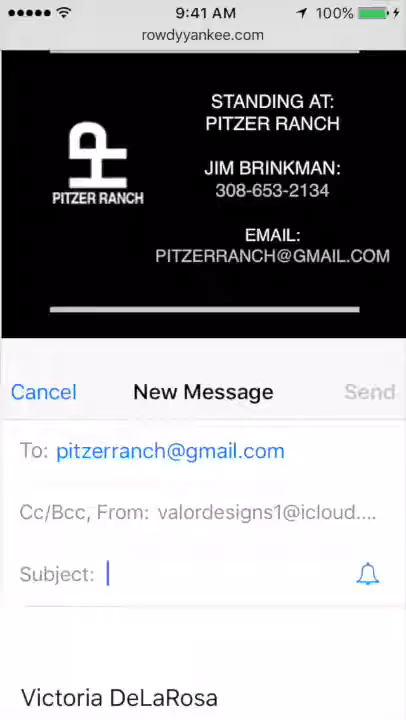 9:41 AM
100%
rowdyyankee.com
STANDING AT:
PITZER RANCH
PITZER RANCH
JIM BRINKMAN:
308-653-2134
EMAIL:
PITZERRANCH@GMAIL.COM
Cancel New Message Send
To: pitzerranch@gmail.com
Cc/Bcc, From: valordesigns1@icloud....
Subject:
Victoria DeLaRosa